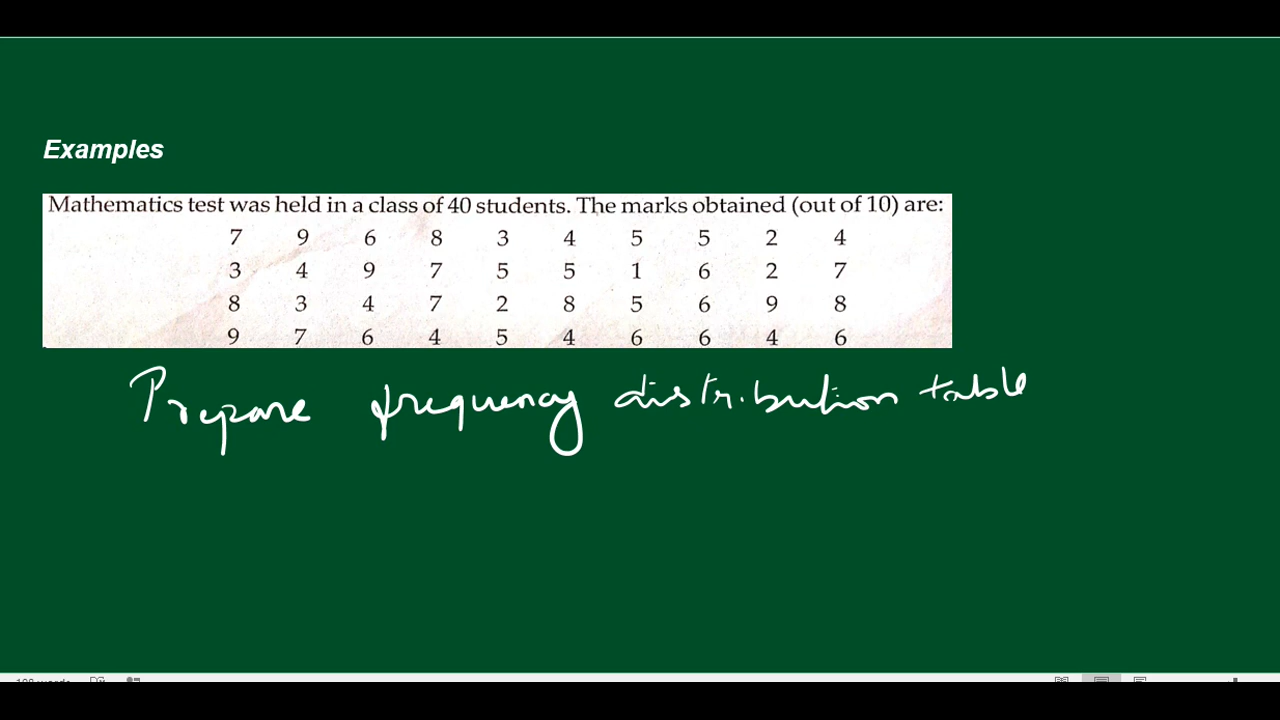 Examples
Mathematics test was held in a class of 40 students. The marks obtained (out of 10) are:
7 9 6 8 3 4 5 5 2 4
3 4 9 7 5 5 1 6 2 7
8 3 4 7 2 8 5 6 9 8
9 7 6 4 5 4 6 6 4 6
Prepare frequency distribution table